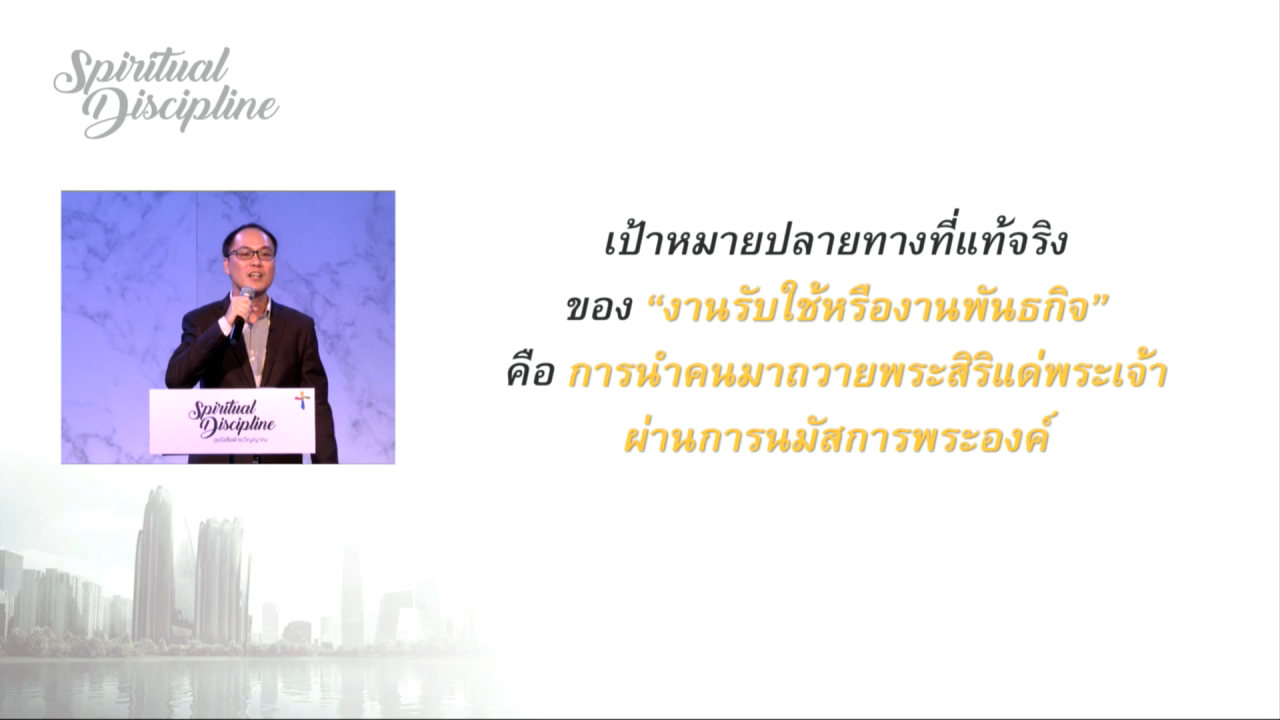 Spiritual
Discipline
เป้าหมายปลายทางที่แท้จริง
ของ “งานรับใช้หรืองานพันธกิจ”
คือ การนำคนมาถวายพระสิริแด่พระเจ้า
ผ่านการนมัสการพระองค์
Spiritual
Discipline